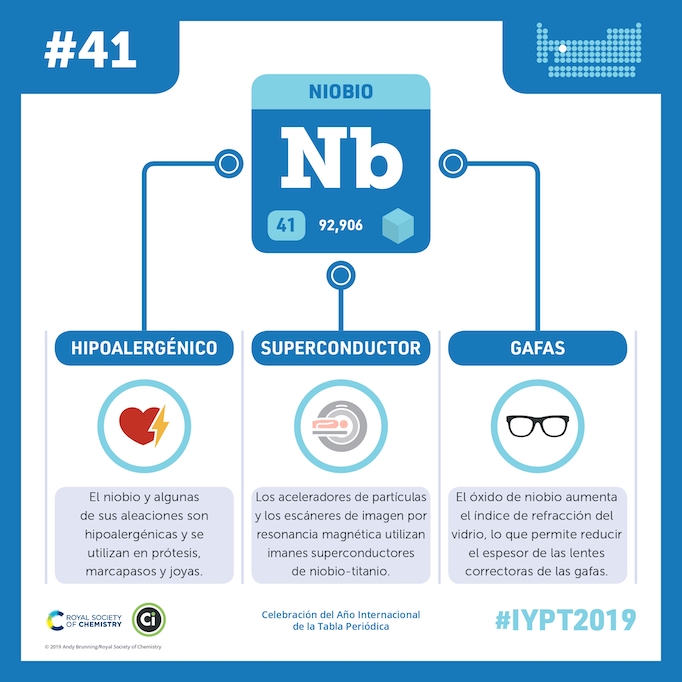 #41
NIOBIO
Nb
41
92,906
HIPOALERGÉNICO
SUPERCONDUCTOR
GAFAS
El niobio y algunas
de sus aleaciones son
hipoalergénicas y se
utilizan en prótesis,
marcapasos y joyas.
Los aceleradores de partículas
y los escáneres de imagen por
resonancia magnética utilizan
imanes superconductores
de niobio-titanio.
El óxido de niobio aumenta
el índice de refracción del
vidrio, lo que permite reducir
el espesor de las lentes
correctoras de las gafas.
ROYAL SOCIETY
OF CHEMISTRY
Ci
Celebración del Año Internacional
de la Tabla Periódica
#IYPT2019
© 2019 Andy Brunning/Royal Society of Chemistry